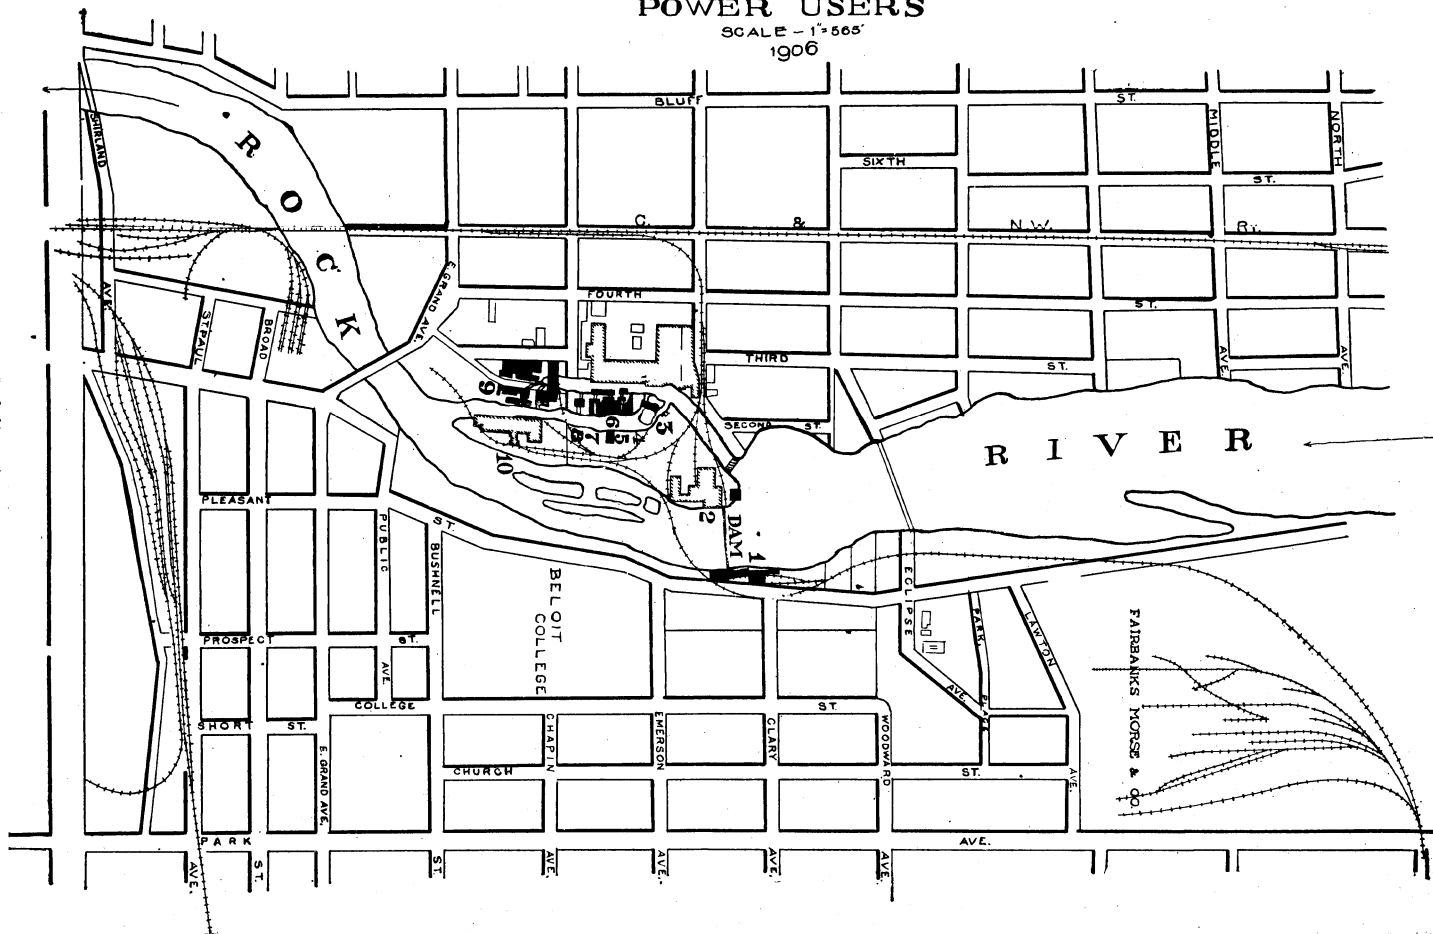 POWER USERS
SCALE - 1"=565'
1906
BLUFF ST.
SHIRLAND AVE.
MIDDLE AVE.
NORTH AVE.
SIXTH ST.
ROCK RIVER
C. & N.W. RY.
E. GRAND AVE.
FOURTH ST.
ST PAUL
BROAD
THIRD ST.
SECOND ST.
9
8
7
6
5
4
3
10
2
DAM
1
PLEASANT ST.
PUBLIC AVE.
BUSHNELL
ECLIPSE AVE.
BELOIT COLLEGE
PARK PLACE
LAWTON AVE.
FAIRBANKS MORSE & CO.
PROSPECT ST.
COLLEGE ST.
SHORT ST.
E. GRAND AVE.
CHAPIN
EMERSON
CLARY
WOODWARD
CHURCH ST.
PARK AVE.
AVE.
ST.
ST.
AVE.
AVE.
AVE.
AVE.